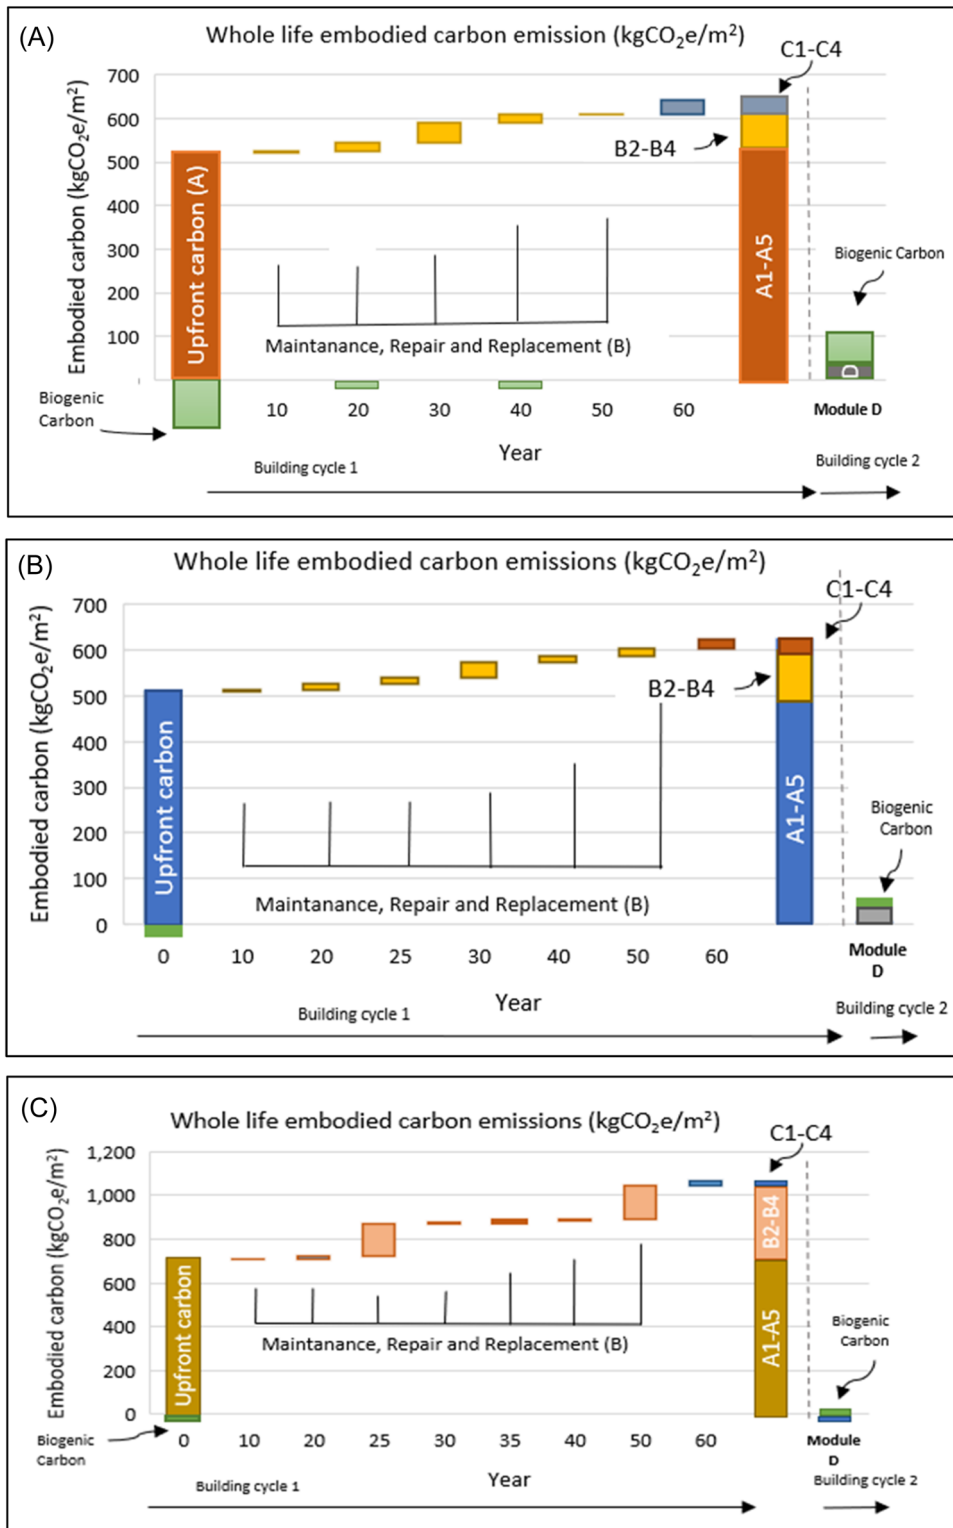 (A)
Whole life embodied carbon emission (kgCO₂e/m²)
C1-C4
Embodied carbon (kgCO₂e/m²)
700
600
500
400
300
200
100
Upfront carbon (A)
B2-B4
A1-A5
Biogenic Carbon
D
Maintanance, Repair and Replacement (B)
Biogenic
Carbon
10
20
30
40
50
60
Module D
Year
Building cycle 1
Building cycle 2
(B)
Whole life embodied carbon emissions (kgCO₂e/m²)
C1-C4
Embodied carbon (kgCO₂e/m²)
700
600
500
400
300
200
100
0
Upfront carbon
B2-B4
A1-A5
Biogenic
Carbon
Maintanance, Repair and Replacement (B)
0
10
20
25
30
40
50
60
Module
D
Year
Building cycle 1
Building cycle 2
(C)
Whole life embodied carbon emissions (kgCO₂e/m²)
C1-C4
Embodied carbon (kgCO₂e/m²)
1,200
1,000
800
600
400
200
0
Upfront carbon
B2-B4
A1-A5
Maintanance, Repair and Replacement (B)
Biogenic
Carbon
Biogenic
Carbon
0
10
20
25
30
35
40
50
60
Module
D
Year
Building cycle 1
Building cycle 2